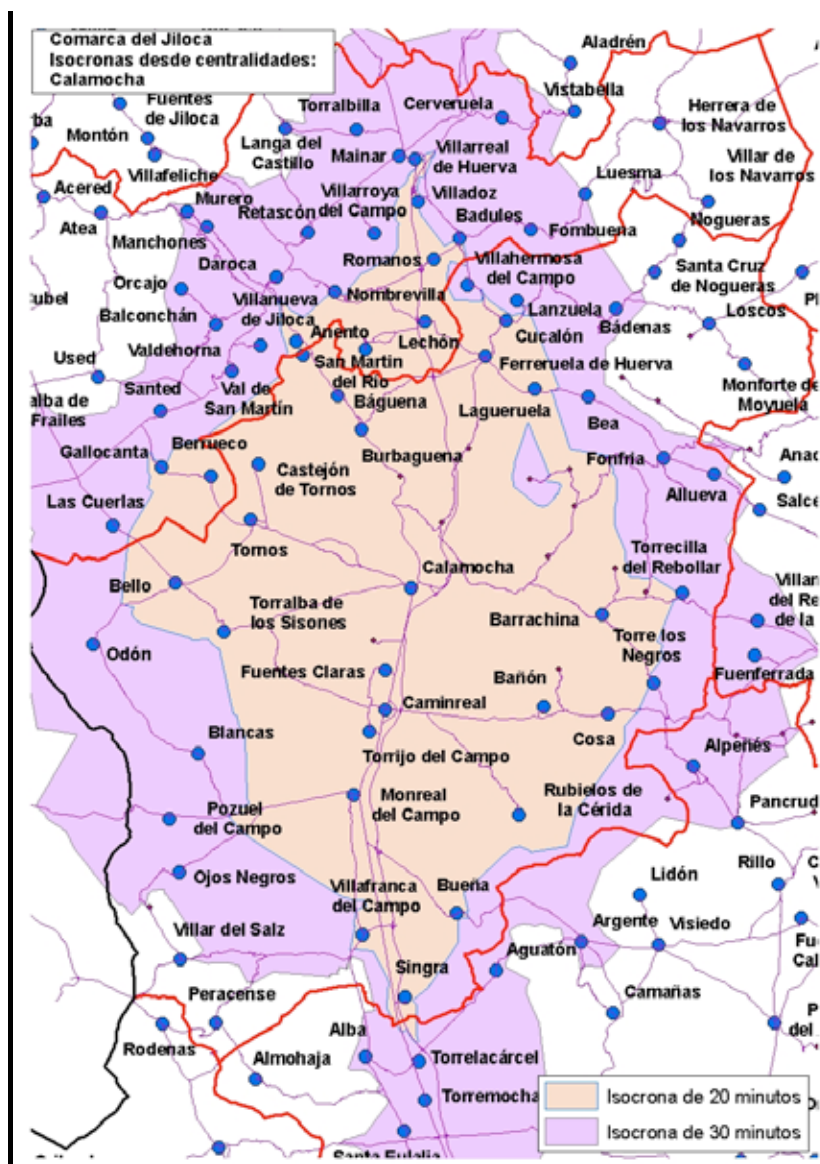 Comarca del Jiloca
Isocronas desde centralidades:
Calamocha
Aladrén
Vistabella
Fuentes
de Jiloca
Torralbilla
Cerveruela
Herrera de
los Navarros
Montón
Langa del
Castillo
Mainar
Villarreal
de Huerva
Villar de
los Navarros
Villafeliche
Luesma
Acered
Murero
Villarroya
del Campo
Villadoz
Retascón
Badules
Nogueras
Atea
Manchones
Fombuena
Daroca
Romanos
Villahermosa
del Campo
Santa Cruz
de Nogueras
Orcajo
Villanueva
de Jiloca
Nombrevilla
Lanzuela
Loscos
Balconchán
Bádenas
Anento
Lechón
Cucalón
Used
Valdehorna
San Martin
del Río
Ferreruela de Huerva
Monforte de
Moyuela
Santed
Val de
San Martín
Báguena
Lagueruela
Bea
alba de
Frailes
Gallocanta
Berrueco
Burbaguena
Fonfría
Castejón
de Tornos
Allueva
Las Cuerlas
Tornos
Torrecilla
del Rebollar
Bello
Calamocha
Torralba de
los Sisones
Barrachina
Torre los
Negros
Odón
Fuentes Claras
Bañón
Fuenferrada
Caminreal
Blancas
Cosa
Alpeñés
Torrijo del Campo
Pozuel
del Campo
Monreal
del Campo
Rubielos de
la Cérida
Pancrud
Ojos Negros
Villafranca
del Campo
Bueña
Lidón
Rillo
Villar del Salz
Argente
Visiedo
Aguatón
Singra
Peracense
Camañas
Rodenas
Alba
Almohaja
Torrelacárcel
Torremocha
Isocrona de 20 minutos
Isocrona de 30 minutos
Santa Eulalia